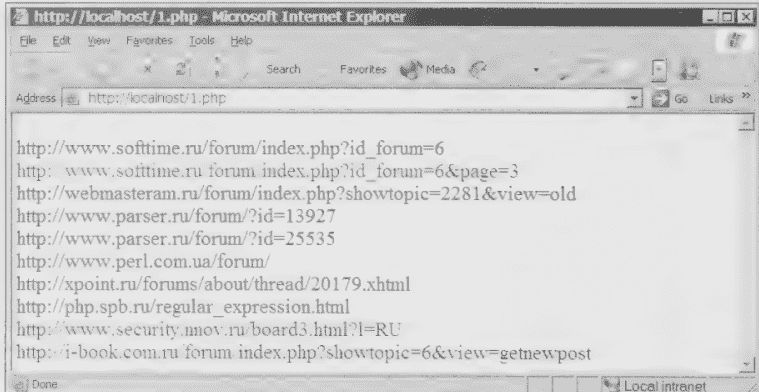 http://localhost/1.php - Microsoft Internet Explorer
File Edit View Favorites Tools Help
Search Favorites Media
Address http://localhost/1.php Go Links »
http://www.softtime.ru/forum/index.php?id_forum=6
http: www.softtime.ru forum index.php?id_forum=6&page=3
http://webmasteram.ru/forum/index.php?showtopic=2281&view=old
http://www.parser.ru/forum/?id=13927
http://www.parser.ru/forum/?id=25535
http://www.perl.com.ua/forum/
http://xpoint.ru/forums/about/thread/20179.xhtml
http://php.spb.ru/regular_expression.html
http://www.security.nnov.ru/board3.html?l=RU
http://i-book.com.ru forum index.php?showtopic=6&view=getnewpost
Done Local intranet